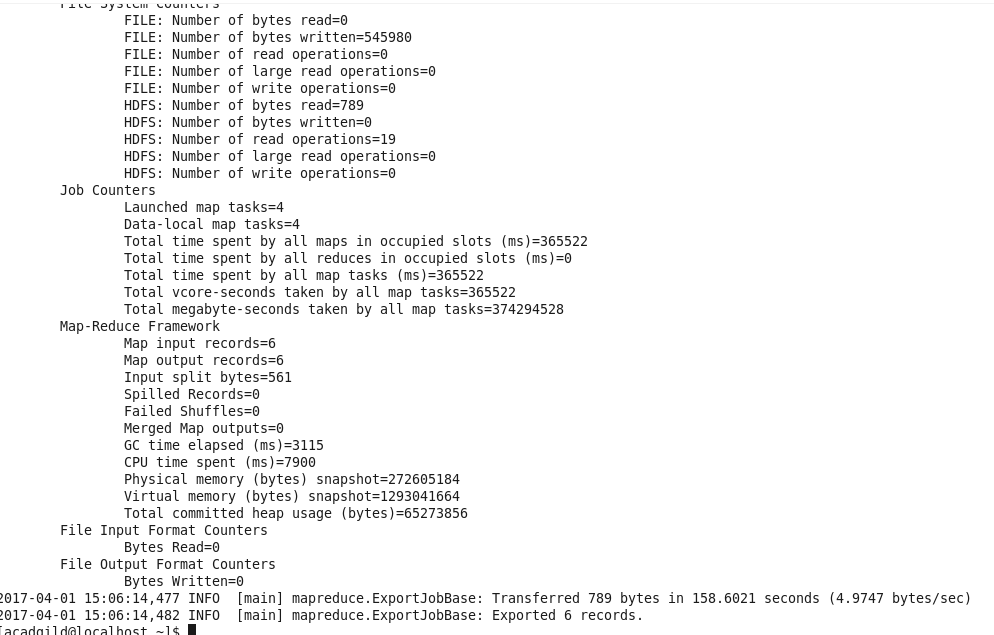 File System Counters
FILE: Number of bytes read=0
FILE: Number of bytes written=545980
FILE: Number of read operations=0
FILE: Number of large read operations=0
FILE: Number of write operations=0
HDFS: Number of bytes read=789
HDFS: Number of bytes written=0
HDFS: Number of read operations=19
HDFS: Number of large read operations=0
HDFS: Number of write operations=0
Job Counters
Launched map tasks=4
Data-local map tasks=4
Total time spent by all maps in occupied slots (ms)=365522
Total time spent by all reduces in occupied slots (ms)=0
Total time spent by all map tasks (ms)=365522
Total vcore-seconds taken by all map tasks=365522
Total megabyte-seconds taken by all map tasks=374294528
Map-Reduce Framework
Map input records=6
Map output records=6
Input split bytes=561
Spilled Records=0
Failed Shuffles=0
Merged Map outputs=0
GC time elapsed (ms)=3115
CPU time spent (ms)=7900
Physical memory (bytes) snapshot=272605184
Virtual memory (bytes) snapshot=1293041664
Total committed heap usage (bytes)=65273856
File Input Format Counters
Bytes Read=0
File Output Format Counters
Bytes Written=0
2017-04-01 15:06:14,477 INFO  [main] mapreduce.ExportJobBase: Transferred 789 bytes in 158.6021 seconds (4.9747 bytes/sec)
2017-04-01 15:06:14,482 INFO  [main] mapreduce.ExportJobBase: Exported 6 records.
[acadgild@localhost ~]$